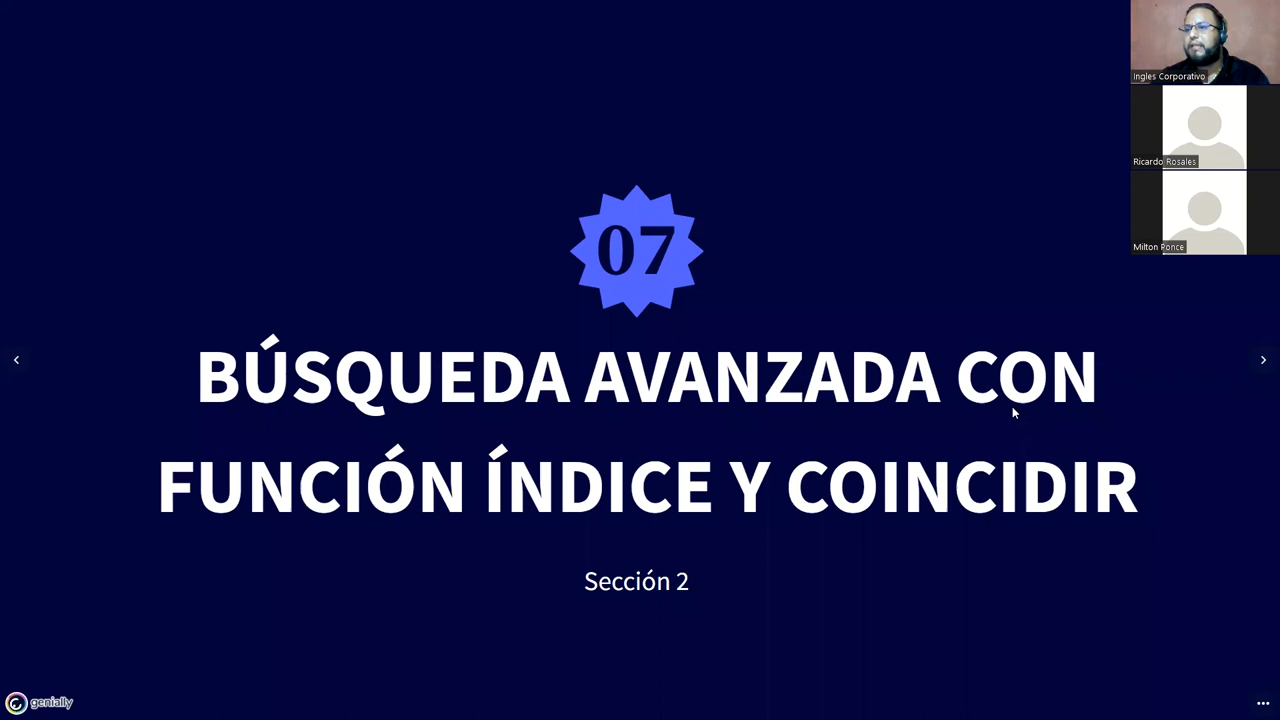 Ingles Corporativo
Ricardo Rosales
Milton Ponce
07
BÚSQUEDA AVANZADA CON
FUNCIÓN ÍNDICE Y COINCIDIR
Sección 2
genially